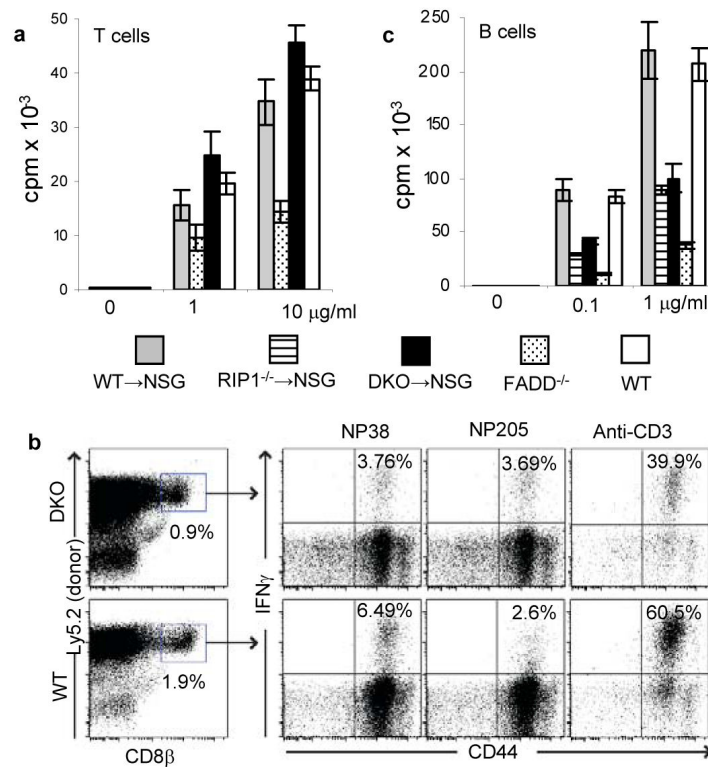 a
T cells
cpm x 10⁻³
50
40
30
20
10
0
0
1
10 µg/ml
c
B cells
cpm x 10⁻³
250
200
150
100
50
0
0
0.1
1 µg/ml
WT→NSG
RIP1⁻/⁻→NSG
DKO→NSG
FADD⁻/⁻
WT
b
NP38
NP205
Anti-CD3
DKO
0.9%
3.76%
3.69%
39.9%
Ly5.2 (donor)
IFNγ
WT
1.9%
6.49%
2.6%
60.5%
CD8β
CD44